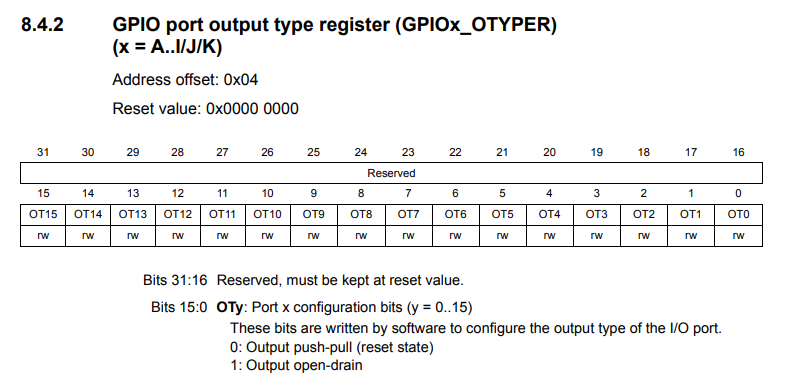 8.4.2 GPIO port output type register (GPIOx_OTYPER)
(x = A..I/J/K)
Address offset: 0x04
Reset value: 0x0000 0000
31 30 29 28 27 26 25 24 23 22 21 20 19 18 17 16
Reserved
15 14 13 12 11 10 9 8 7 6 5 4 3 2 1 0
OT15 OT14 OT13 OT12 OT11 OT10 OT9 OT8 OT7 OT6 OT5 OT4 OT3 OT2 OT1 OT0
rw rw rw rw rw rw rw rw rw rw rw rw rw rw rw rw
Bits 31:16 Reserved, must be kept at reset value.
Bits 15:0 OTy: Port x configuration bits (y = 0..15)
These bits are written by software to configure the output type of the I/O port.
0: Output push-pull (reset state)
1: Output open-drain